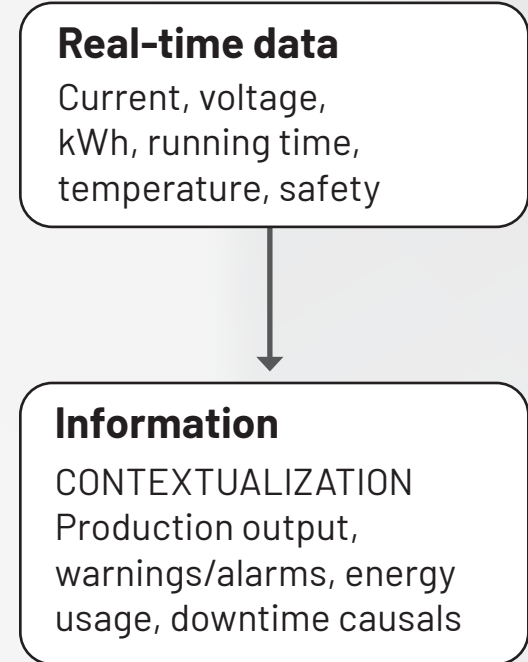 Real-time data
Current, voltage,
kWh, running time,
temperature, safety
Information
CONTEXTUALIZATION
Production output,
warnings/alarms, energy
usage, downtime causals